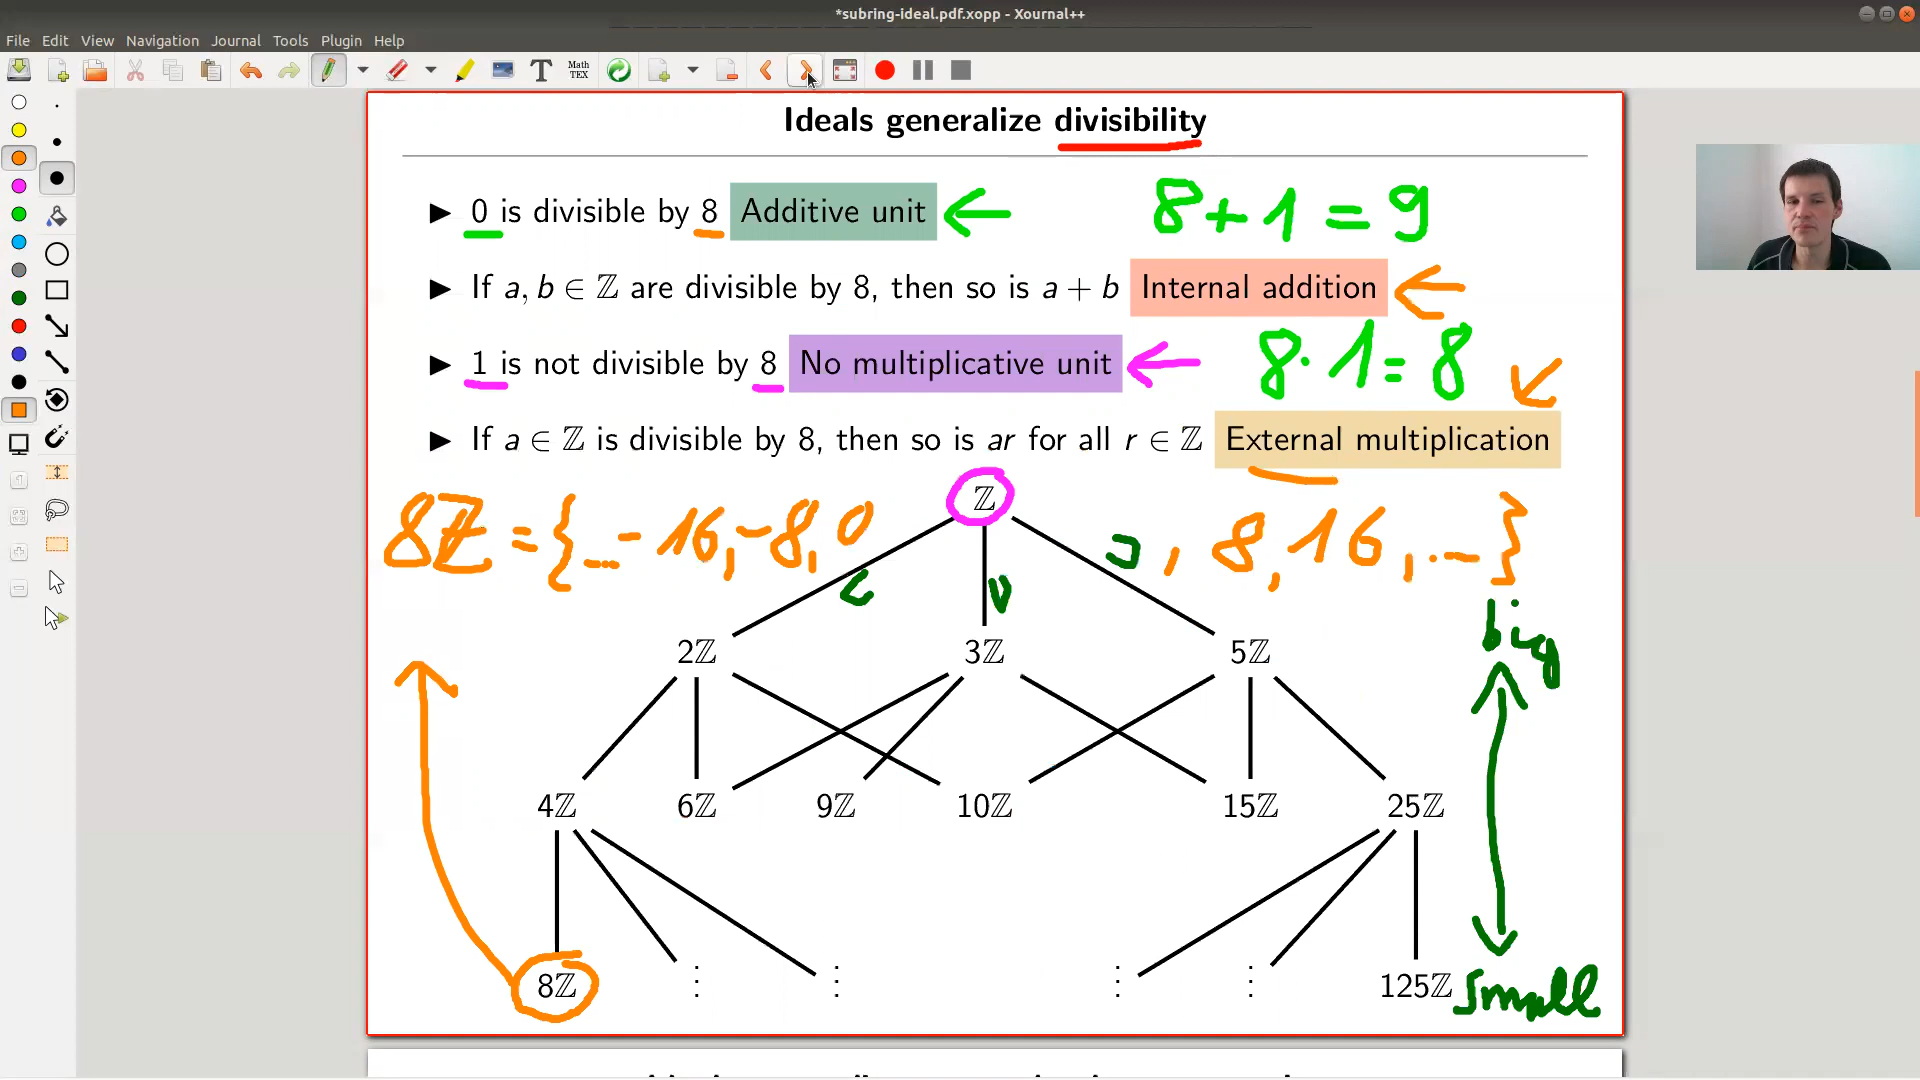 *subring-ideal.pdf.xopp - Xournal++
File Edit View Navigation Journal Tools Plugin Help
Math
TEX
Ideals generalize divisibility
▶ 0 is divisible by 8 Additive unit
8 + 1 = 9
▶ If a, b ∈ ℤ are divisible by 8, then so is a + b Internal addition
▶ 1 is not divisible by 8 No multiplicative unit
8 · 1 = 8
▶ If a ∈ ℤ is divisible by 8, then so is ar for all r ∈ ℤ External multiplication
ℤ
8ℤ = {... -16, -8, 0 , 8, 16, ... }
big
2ℤ 3ℤ 5ℤ
4ℤ 6ℤ 9ℤ 10ℤ 15ℤ 25ℤ
8ℤ ⋮ ⋮ ⋮ ⋮ 125ℤ small